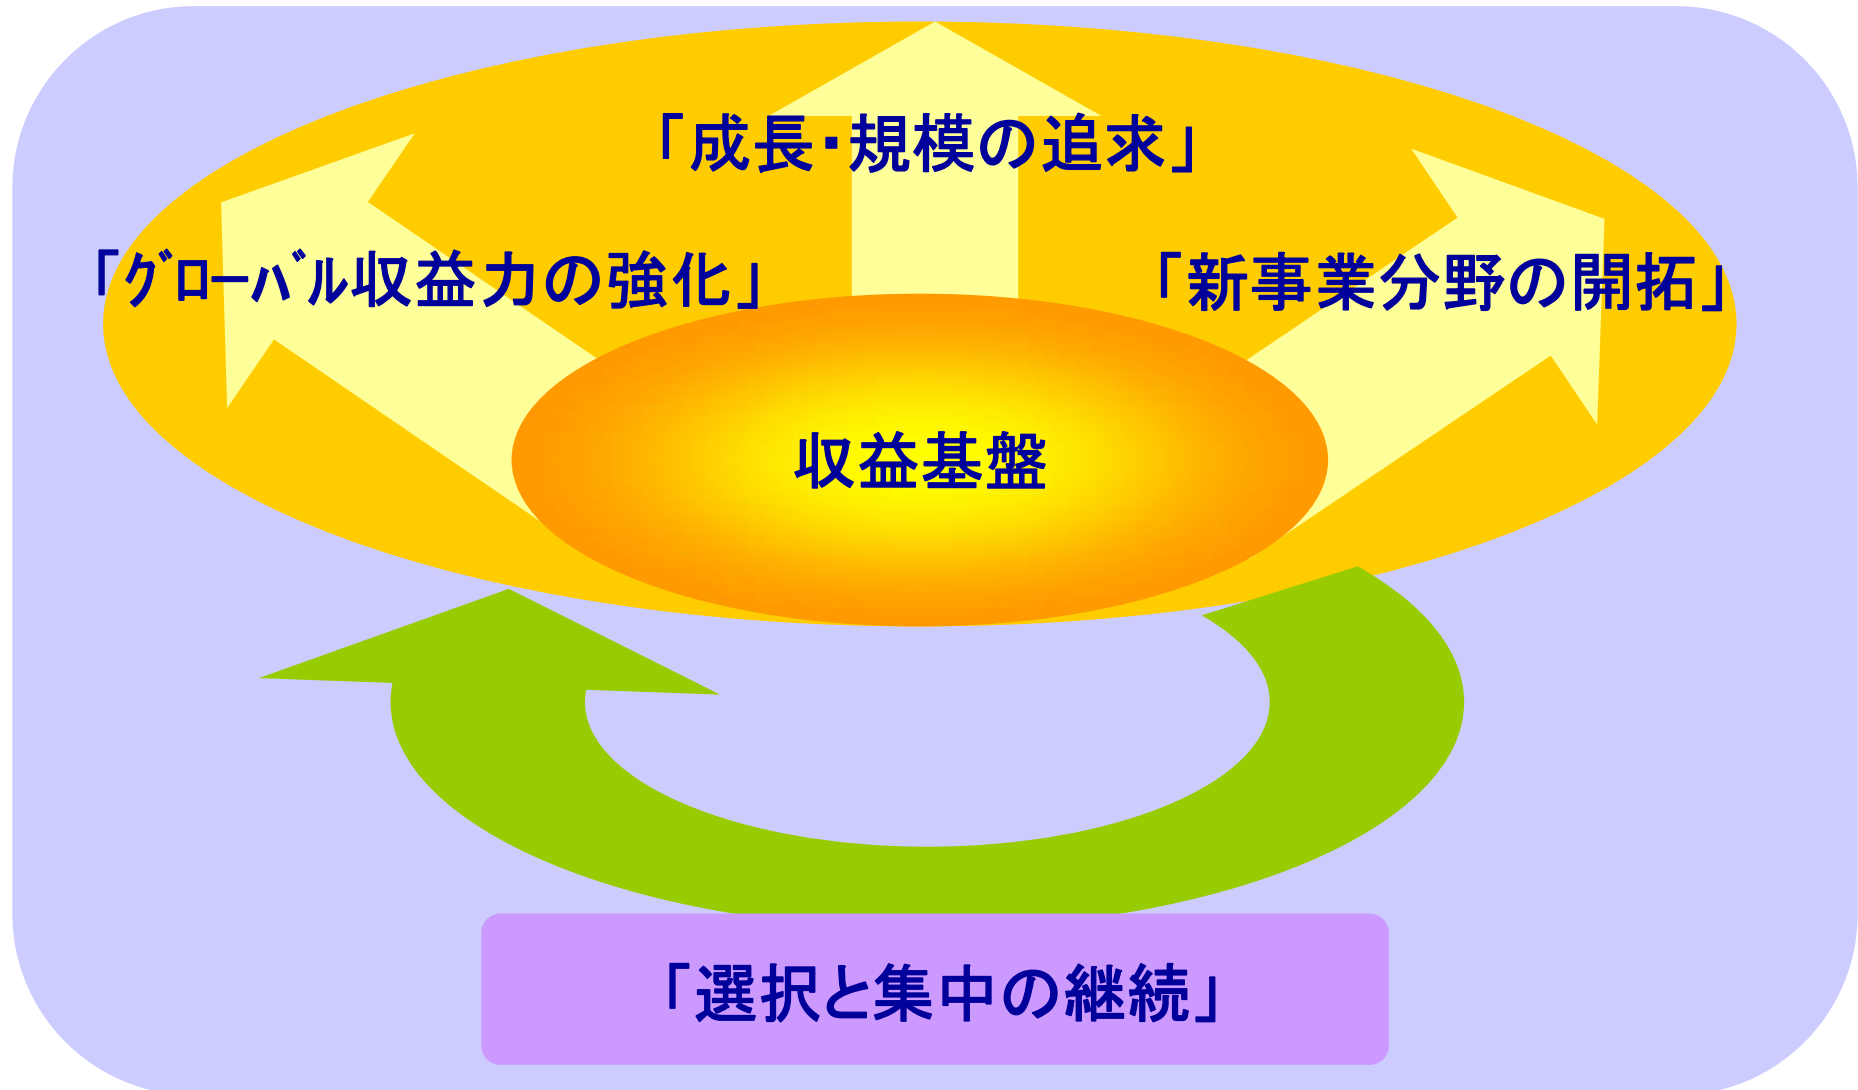 「成長・規模の追求」
「ｸﾞﾛｰﾊﾞﾙ収益力の強化」
「新事業分野の開拓」
収益基盤
「選択と集中の継続」